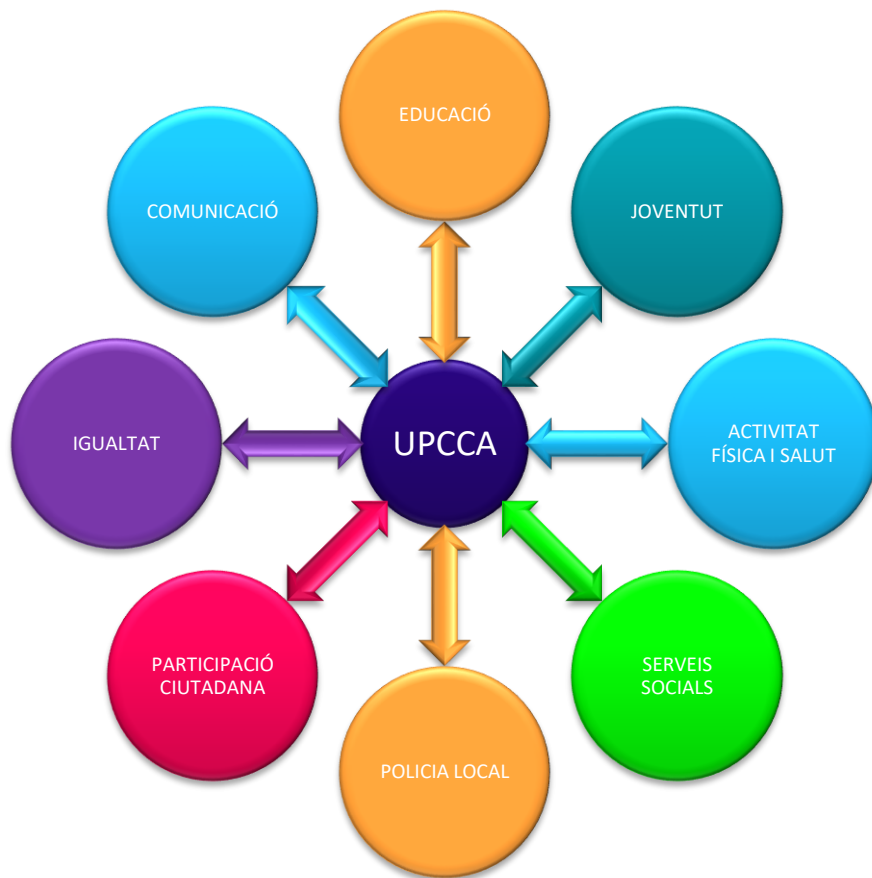 EDUCACIÓ
COMUNICACIÓ
JOVENTUT
IGUALTAT
UPCCA
ACTIVITAT
FÍSICA I SALUT
PARTICIPACIÓ
CIUTADANA
SERVEIS
SOCIALS
POLICIA LOCAL